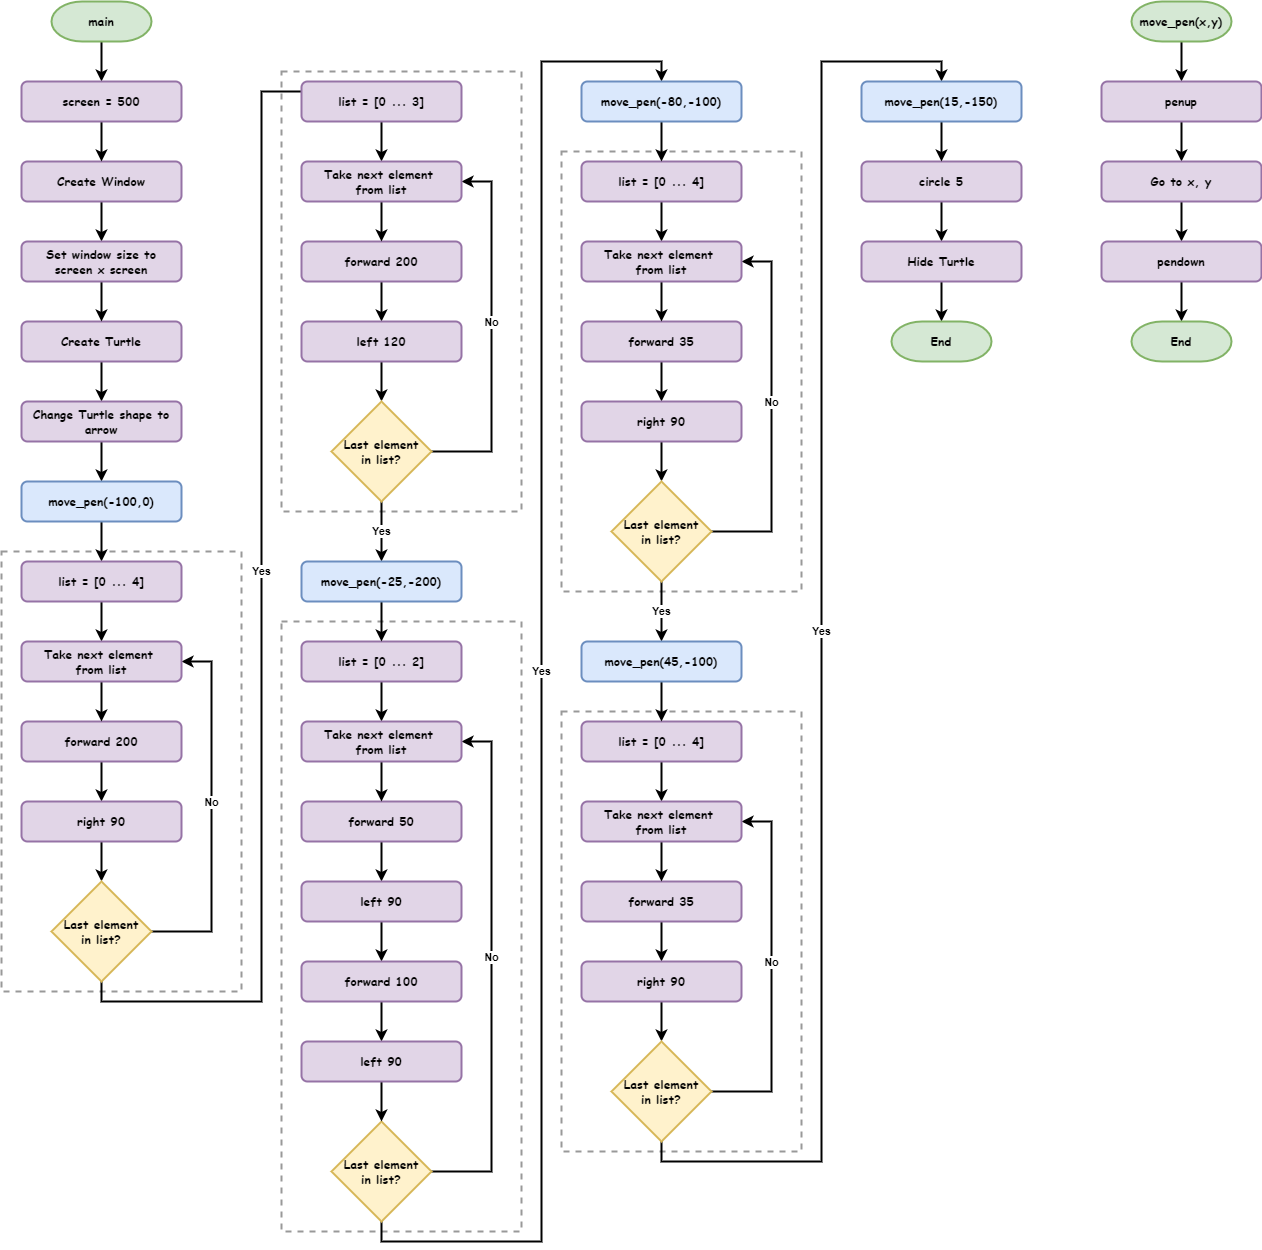 main
screen = 500
Create Window
Set window size to
screen x screen
Create Turtle
Change Turtle shape to
arrow
move_pen(-100,0)
list = [0 ... 4]
Take next element
from list
forward 200
right 90
No
Last element
in list?
Yes
list = [0 ... 3]
Take next element
from list
forward 200
left 120
No
Last element
in list?
Yes
move_pen(-25,-200)
list = [0 ... 2]
Take next element
from list
forward 50
left 90
No
forward 100
left 90
Last element
in list?
Yes
move_pen(-80,-100)
list = [0 ... 4]
Take next element
from list
forward 35
right 90
No
Last element
in list?
Yes
move_pen(45,-100)
list = [0 ... 4]
Take next element
from list
forward 35
right 90
No
Last element
in list?
Yes
move_pen(15,-150)
circle 5
Hide Turtle
End
move_pen(x,y)
penup
Go to x, y
pendown
End